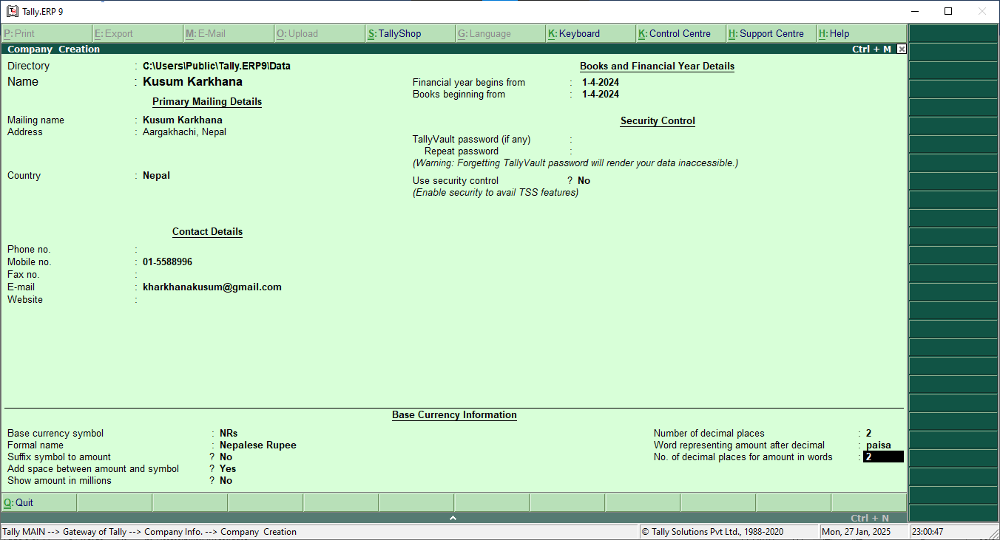 Tally.ERP 9
P: Print E: Export M: E-Mail O: Upload S: TallyShop G: Language K: Keyboard K: Control Centre H: Support Centre H: Help
Company Creation Ctrl + M
Directory : C:\Users\Public\Tally.ERP9\Data
Name : Kusum Karkhana
Primary Mailing Details
Mailing name : Kusum Karkhana
Address : Aargakhachi, Nepal
Country : Nepal
Contact Details
Phone no. :
Mobile no. : 01-5588996
Fax no. :
E-mail : kharkhanakusum@gmail.com
Website :
Books and Financial Year Details
Financial year begins from : 1-4-2024
Books beginning from : 1-4-2024
Security Control
TallyVault password (if any) :
Repeat password :
(Warning: Forgetting TallyVault password will render your data inaccessible.)
Use security control ? No
(Enable security to avail TSS features)
Base Currency Information
Base currency symbol : NRs
Formal name : Nepalese Rupee
Suffix symbol to amount ? No
Add space between amount and symbol ? Yes
Show amount in millions ? No
Number of decimal places : 2
Word representing amount after decimal : paisa
No. of decimal places for amount in words : 2
Q: Quit
Ctrl + N
Tally MAIN --> Gateway of Tally --> Company Info. --> Company Creation © Tally Solutions Pvt Ltd., 1988-2020 Mon, 27 Jan, 2025 23:00:47